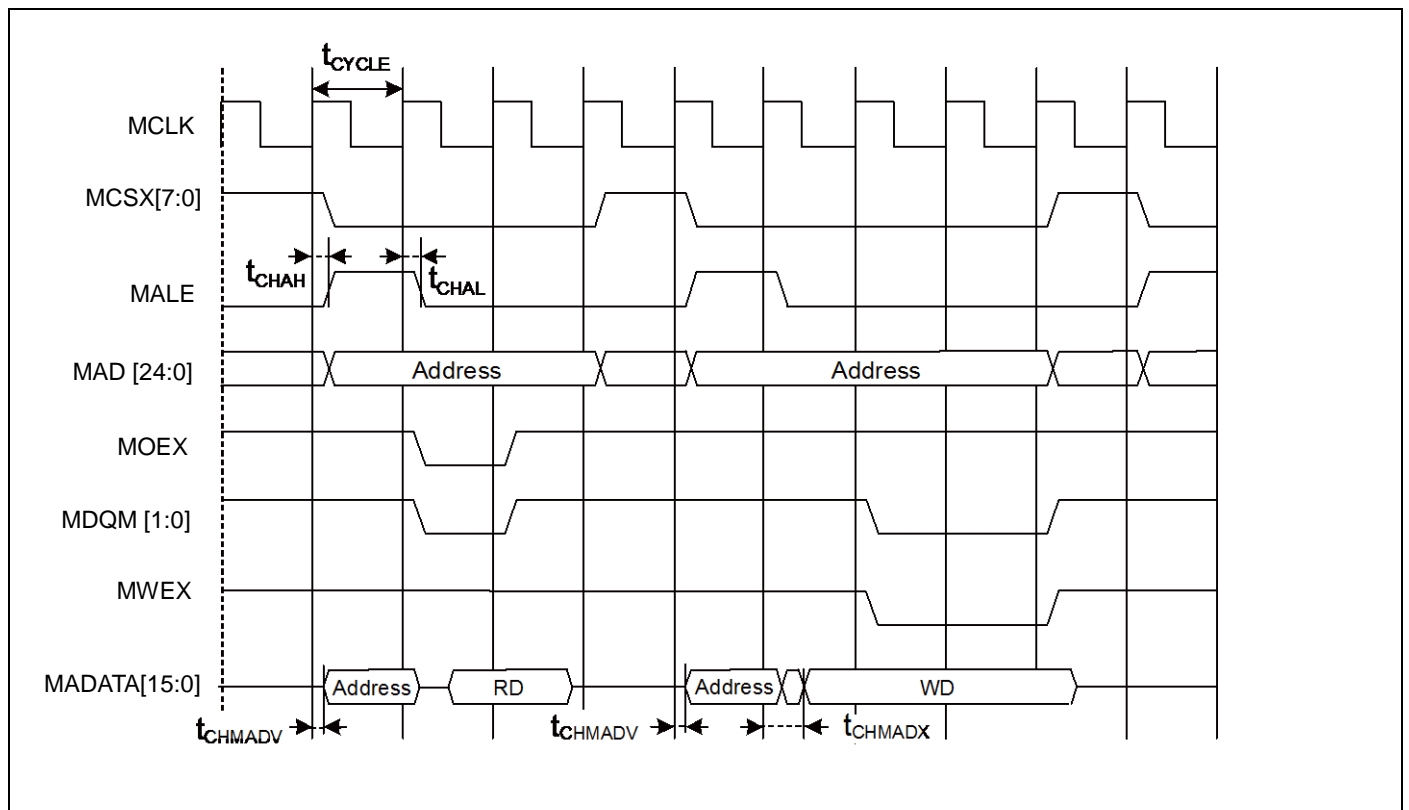 tCYCLE
MCLK
MCSX[7:0]
tCHAH
tCHAL
MALE
MAD [24:0]
Address
Address
MOEX
MDQM [1:0]
MWEX
MADATA[15:0]
Address
RD
Address
WD
tCHMADV
tCHMADV
tCHMADX